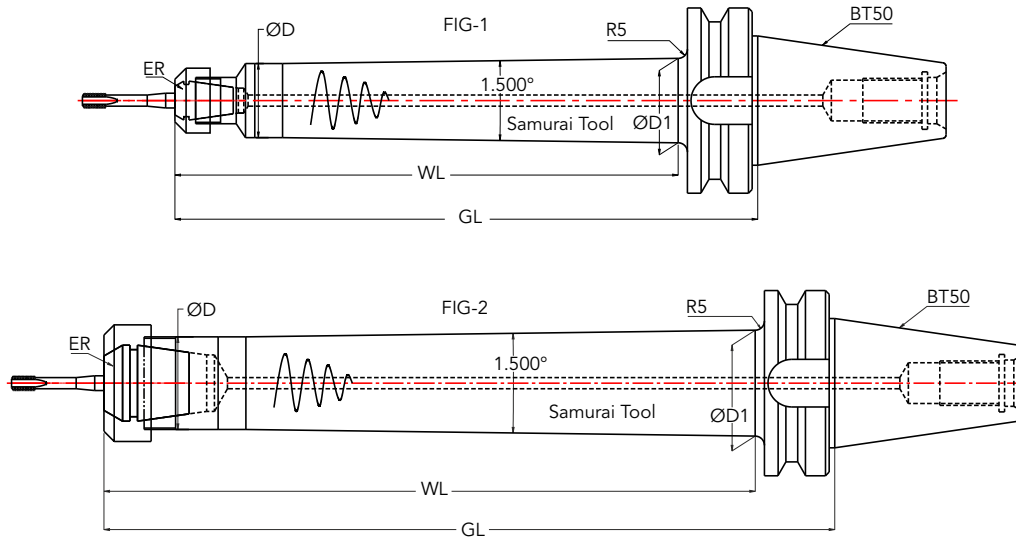 FIG-1
BT50
ØD
R5
ER
1.500°
Samurai Tool
ØD1
WL
GL
FIG-2
BT50
ØD
R5
ER
1.500°
Samurai Tool
ØD1
WL
GL